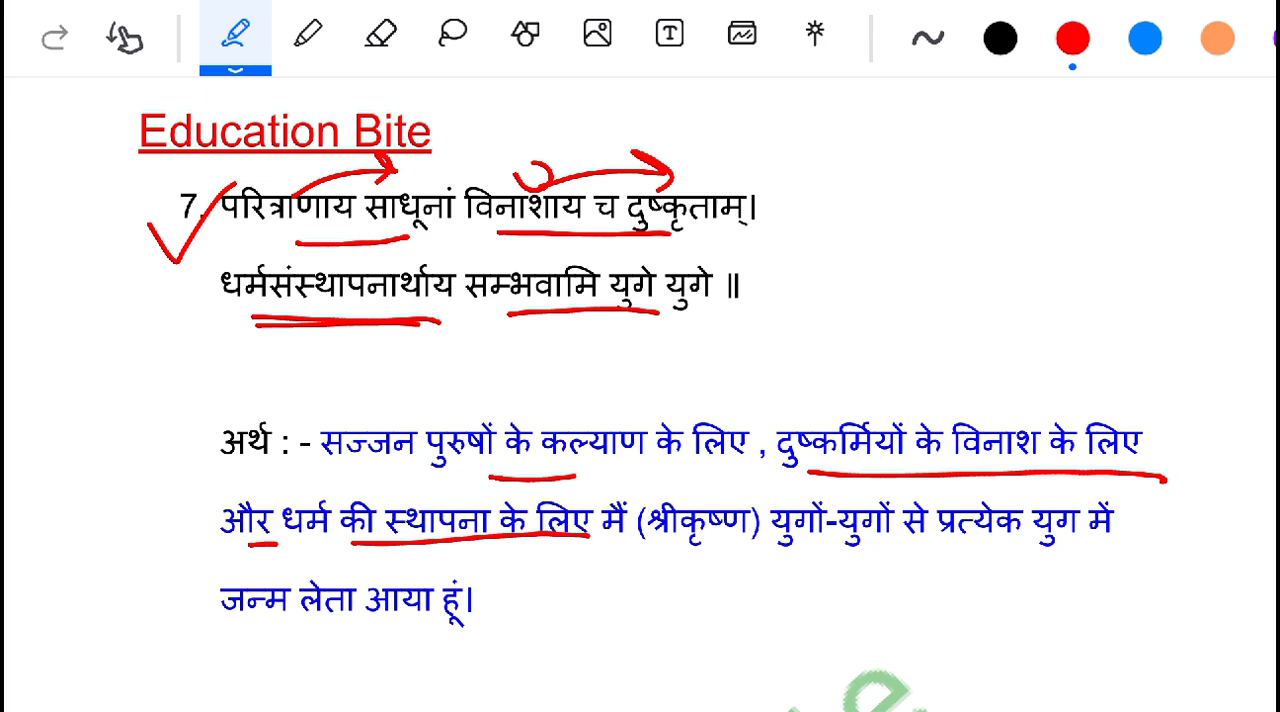 Education Bite
7. परित्राणाय साधूनां विनाशाय च दुष्कृताम्।
धर्मसंस्थापनार्थाय सम्भवामि युगे युगे ॥
अर्थ : - सज्जन पुरुषों के कल्याण के लिए , दुष्कर्मियों के विनाश के लिए
और धर्म की स्थापना के लिए मैं (श्रीकृष्ण) युगों-युगों से प्रत्येक युग में
जन्म लेता आया हूं।